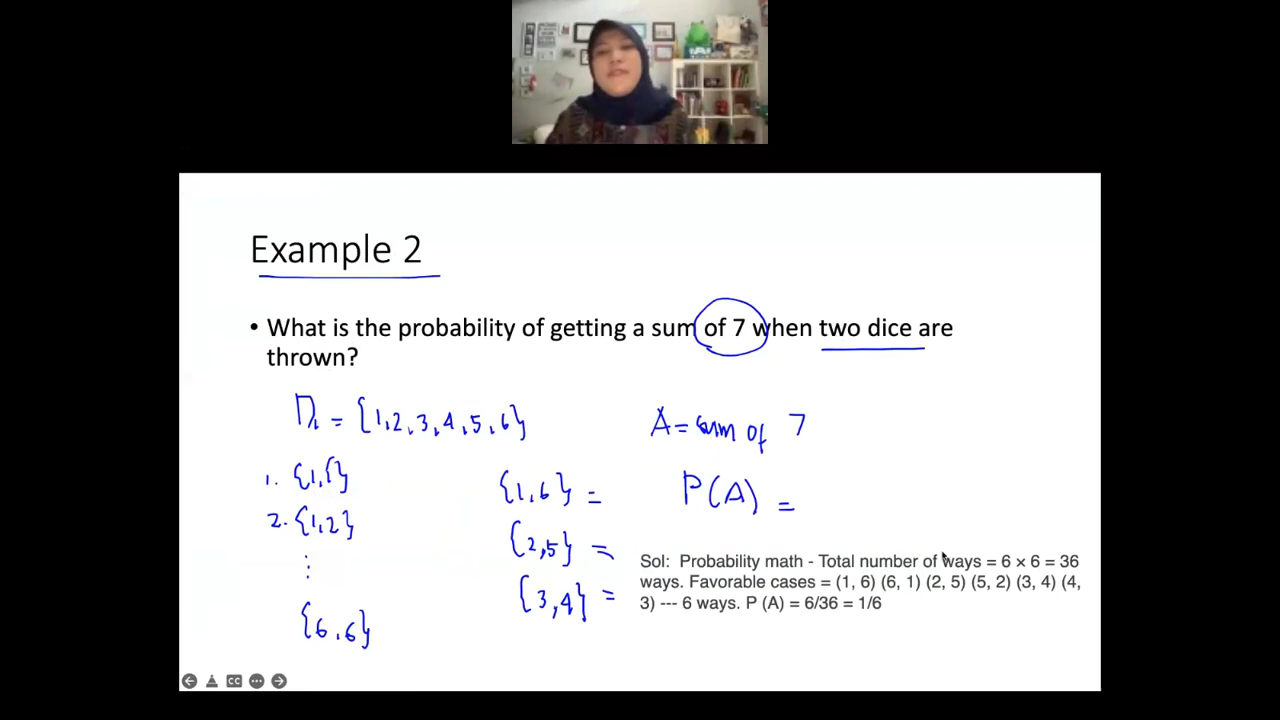 Example 2
• What is the probability of getting a sum of 7 when two dice are
thrown?
= {1,2,3,4,5,6}
A = sum of 7
1. {1,1}
{1,6} =
P(A) =
2. {1,2}
{2,5} =
⋮
{3,4} =
{6,6}
Sol: Probability math - Total number of ways = 6 × 6 = 36
ways. Favorable cases = (1, 6) (6, 1) (2, 5) (5, 2) (3, 4) (4,
3) --- 6 ways. P (A) = 6/36 = 1/6
CC